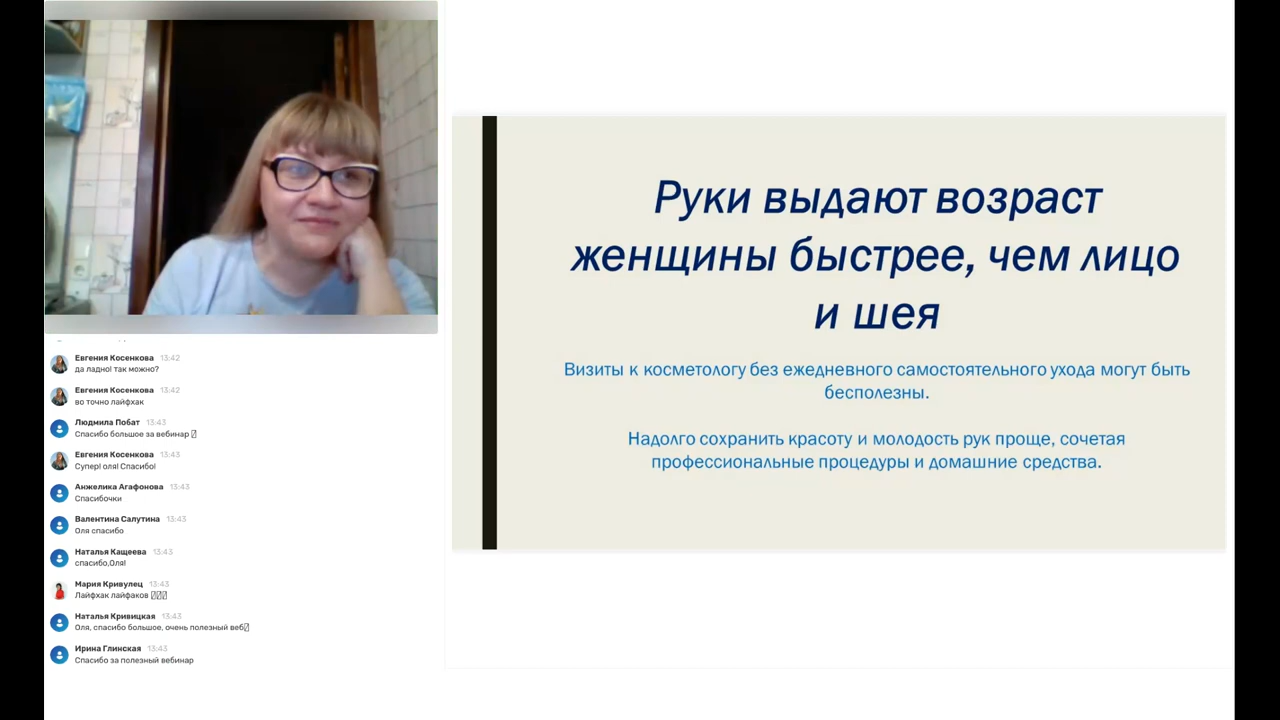 Евгения Косенкова 13:42
да ладно! так можно?
Евгения Косенкова 13:42
во точно лайфхак
Людмила Побат 13:43
Спасибо большое за вебинар
Евгения Косенкова 13:43
Супер! оля! Спасибо!
Анжелика Агафонова 13:43
Спасибочки
Валентина Салутина 13:43
Оля спасибо
Наталья Кащеева 13:43
спасибо,Оля!
Мария Кривулец 13:43
Лайфхак лайфаков
Наталья Кривицкая 13:43
Оля, спасибо большое, очень полезный веб
Ирина Глинская 13:43
Спасибо за полезный вебинар
Руки выдают возраст
женщины быстрее, чем лицо
и шея
Визиты к косметологу без ежедневного самостоятельного ухода могут быть
бесполезны.
Надолго сохранить красоту и молодость рук проще, сочетая
профессиональные процедуры и домашние средства.